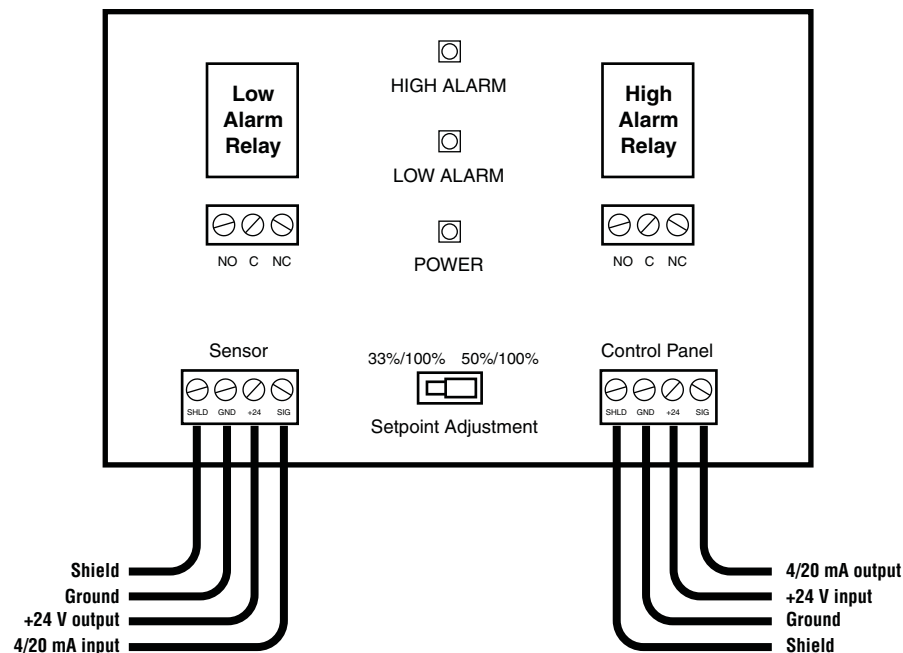 HIGH ALARM
Low
Alarm
Relay
High
Alarm
Relay
LOW ALARM
POWER
NO C NC
NO C NC
Sensor
33%/100% 50%/100%
Control Panel
SHLD GND +24 SIG
Setpoint Adjustment
SHLD GND +24 SIG
Shield
Ground
+24 V output
4/20 mA input
4/20 mA output
+24 V input
Ground
Shield